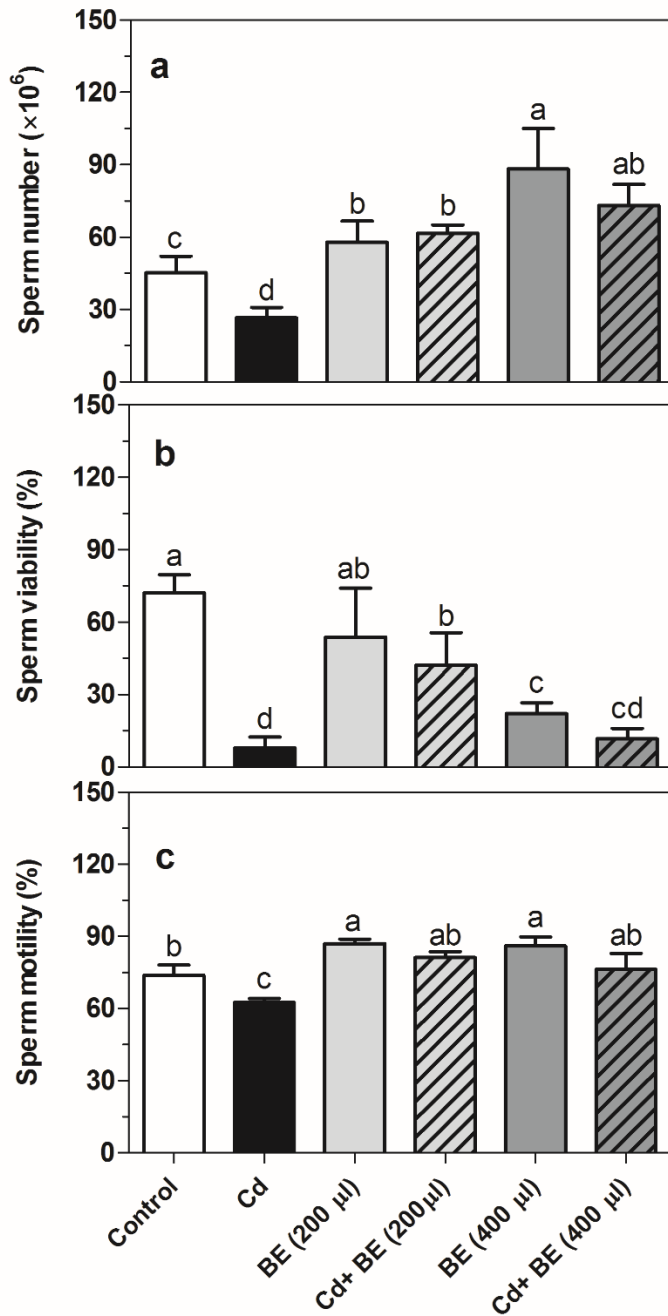 150
120
90
60
30
0
Sperm number (×10⁶)
a
c
d
b
b
a
ab
150
120
90
60
30
0
Sperm viability (%)
b
a
d
ab
b
c
cd
150
120
90
60
30
0
Sperm motility (%)
c
b
c
a
ab
a
ab
Control
Cd
BE (200 µl)
Cd+ BE (200µl)
BE (400 µl)
Cd+ BE (400 µl)